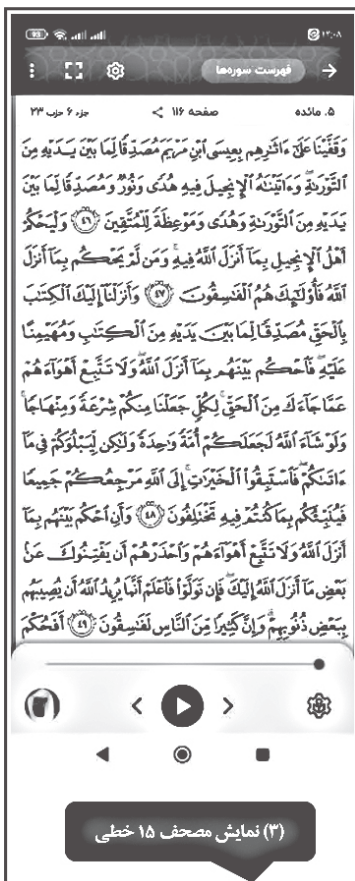 93 ۱۳:۰۸
فهرست سوره‌ها
۵. مائده صفحه ۱۱۶ جزء ۶ حزب ۲۳
وَقَفَّيْنَا عَلَىٰٓ ءَاثَٰرِهِم بِعِيسَى ٱبْنِ مَرْيَمَ مُصَدِّقًا لِّمَا بَيْنَ يَدَيْهِ مِنَ
ٱلتَّوْرَىٰةِ وَءَاتَيْنَٰهُ ٱلْإِنجِيلَ فِيهِ هُدًى وَنُورٌ وَمُصَدِّقًا لِّمَا بَيْنَ
يَدَيْهِ مِنَ ٱلتَّوْرَىٰةِ وَهُدًى وَمَوْعِظَةً لِّلْمُتَّقِينَ ۝٤٦ وَلْيَحْكُمْ
أَهْلُ ٱلْإِنجِيلِ بِمَآ أَنزَلَ ٱللَّهُ فِيهِ وَمَن لَّمْ يَحْكُم بِمَآ أَنزَلَ
ٱللَّهُ فَأُو۟لَٰٓئِكَ هُمُ ٱلْفَٰسِقُونَ ۝٤٧ وَأَنزَلْنَآ إِلَيْكَ ٱلْكِتَٰبَ
بِٱلْحَقِّ مُصَدِّقًا لِّمَا بَيْنَ يَدَيْهِ مِنَ ٱلْكِتَٰبِ وَمُهَيْمِنًا
عَلَيْهِ فَٱحْكُم بَيْنَهُم بِمَآ أَنزَلَ ٱللَّهُ وَلَا تَتَّبِعْ أَهْوَآءَهُمْ
عَمَّا جَآءَكَ مِنَ ٱلْحَقِّ لِكُلٍّ جَعَلْنَا مِنكُمْ شِرْعَةً وَمِنْهَاجًا
وَلَوْ شَآءَ ٱللَّهُ لَجَعَلَكُمْ أُمَّةً وَٰحِدَةً وَلَٰكِن لِّيَبْلُوَكُمْ فِى مَآ
ءَاتَىٰكُمْ فَٱسْتَبِقُوا۟ ٱلْخَيْرَٰتِ إِلَى ٱللَّهِ مَرْجِعُكُمْ جَمِيعًا
فَيُنَبِّئُكُم بِمَا كُنتُمْ فِيهِ تَخْتَلِفُونَ ۝٤٨ وَأَنِ ٱحْكُم بَيْنَهُم بِمَآ
أَنزَلَ ٱللَّهُ وَلَا تَتَّبِعْ أَهْوَآءَهُمْ وَٱحْذَرْهُمْ أَن يَفْتِنُوكَ عَنۢ
بَعْضِ مَآ أَنزَلَ ٱللَّهُ إِلَيْكَ فَإِن تَوَلَّوْا۟ فَٱعْلَمْ أَنَّمَا يُرِيدُ ٱللَّهُ أَن يُصِيبَهُم
بِبَعْضِ ذُنُوبِهِمْ وَإِنَّ كَثِيرًا مِّنَ ٱلنَّاسِ لَفَٰسِقُونَ ۝٤٩ أَفَحُكْمَ
(۳) نمایش مصحف ۱۵ خطی